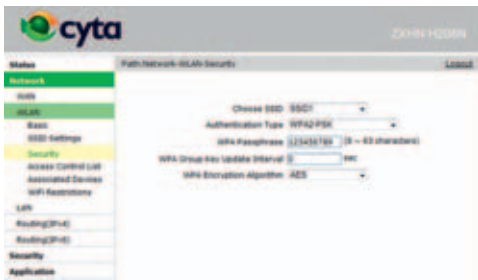 cyta
ZXHN H208N
Status
Path:Network-WLAN-Security
Logout
Network
WAN
WLAN
Choose SSID SSID1
Basic
Authentication Type WPA2-PSK
SSID Settings
WPA Passphrase 123456789 (8 ~ 63 characters)
Security
WPA Group Key Update Interval sec
Access Control List
WPA Encryption Algorithm AES
Associated Devices
WiFi Restrictions
LAN
Routing(IPv4)
Routing(IPv6)
Security
Application